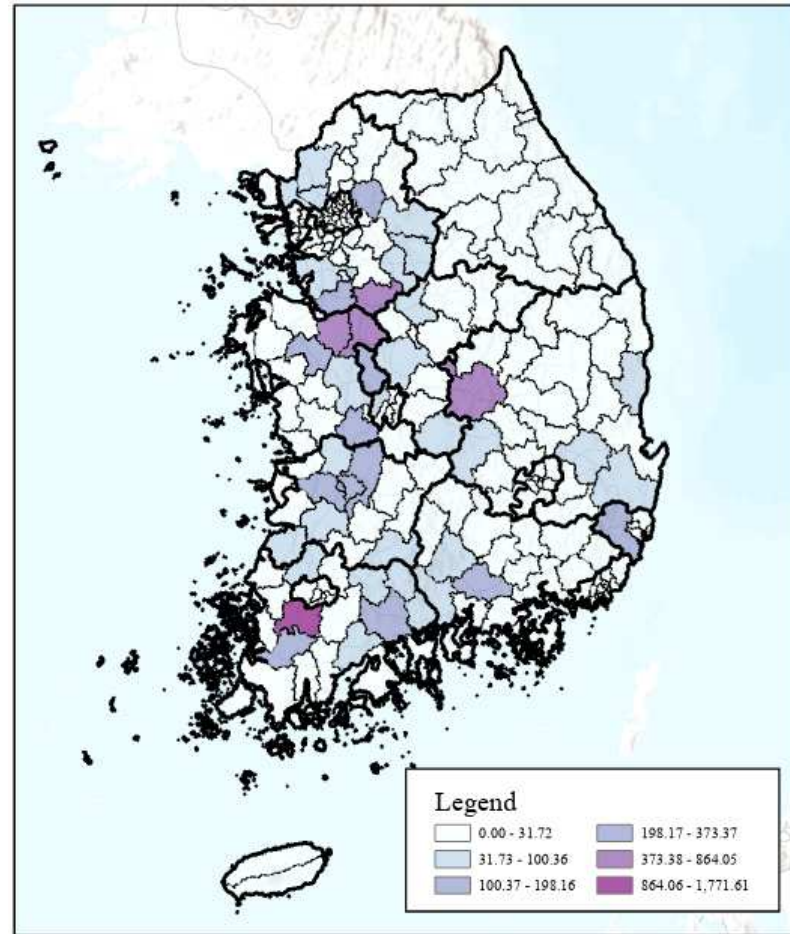 Legend
0.00 - 31.72
31.73 - 100.36
100.37 - 198.16
198.17 - 373.37
373.38 - 864.05
864.06 - 1,771.61